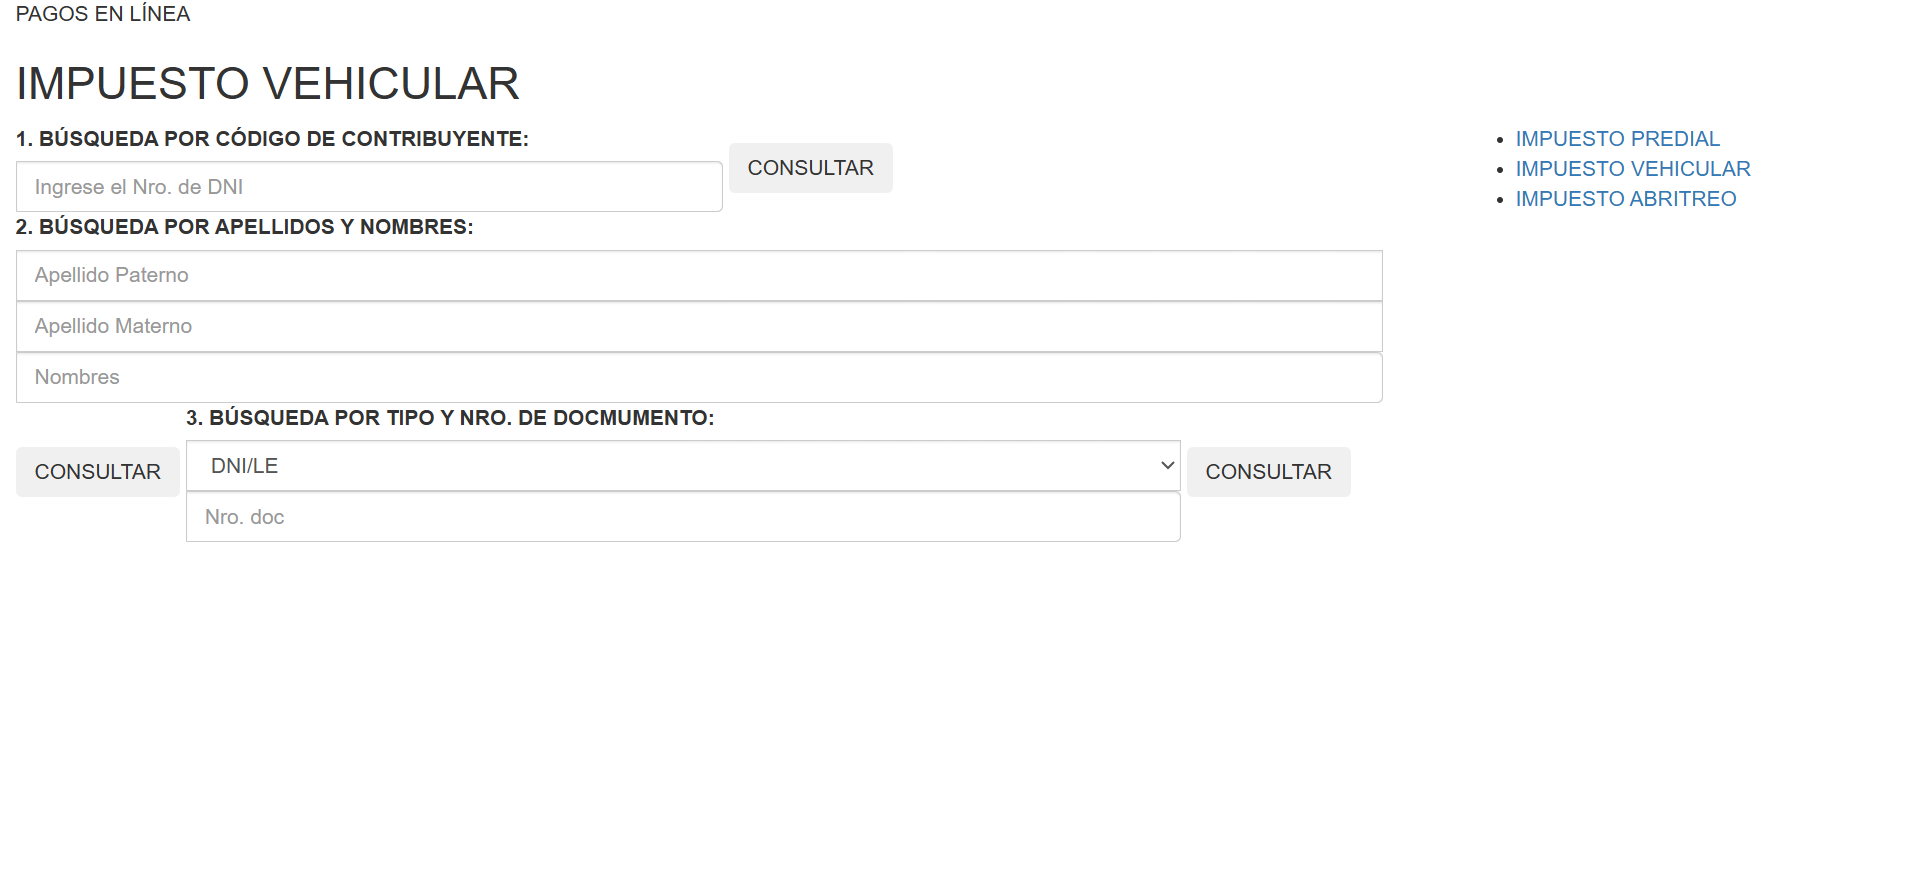 PAGOS EN LÍNEA
IMPUESTO VEHICULAR
1. BÚSQUEDA POR CÓDIGO DE CONTRIBUYENTE:
Ingrese el Nro. de DNI
CONSULTAR
2. BÚSQUEDA POR APELLIDOS Y NOMBRES:
Apellido Paterno
Apellido Materno
Nombres
CONSULTAR
3. BÚSQUEDA POR TIPO Y NRO. DE DOCMUMENTO:
DNI/LE
Nro. doc
CONSULTAR
IMPUESTO PREDIAL
IMPUESTO VEHICULAR
IMPUESTO ABRITREO